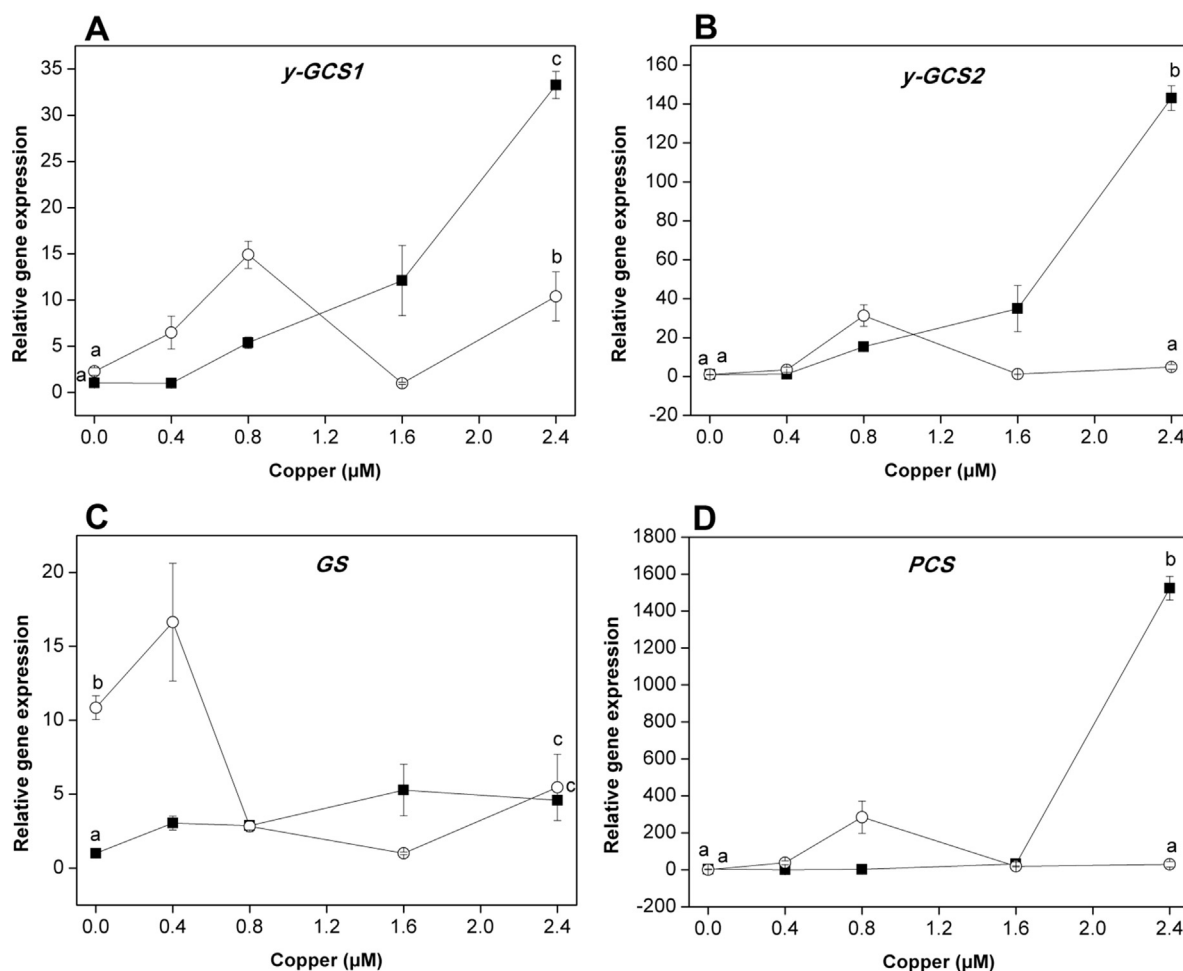 A
y-GCS1
Relative gene expression
35
30
25
20
15
10
5
0
a
a
c
b
0.0 0.4 0.8 1.2 1.6 2.0 2.4
Copper (µM)
B
y-GCS2
Relative gene expression
160
140
120
100
80
60
40
20
0
-20
a a
b
a
0.0 0.4 0.8 1.2 1.6 2.0 2.4
Copper (µM)
C
GS
Relative gene expression
20
15
10
5
0
b
a
c
c
0.0 0.4 0.8 1.2 1.6 2.0 2.4
Copper (µM)
D
PCS
Relative gene expression
1800
1600
1400
1200
1000
800
600
400
200
0
-200
a a
b
a
0.0 0.4 0.8 1.2 1.6 2.0 2.4
Copper (µM)